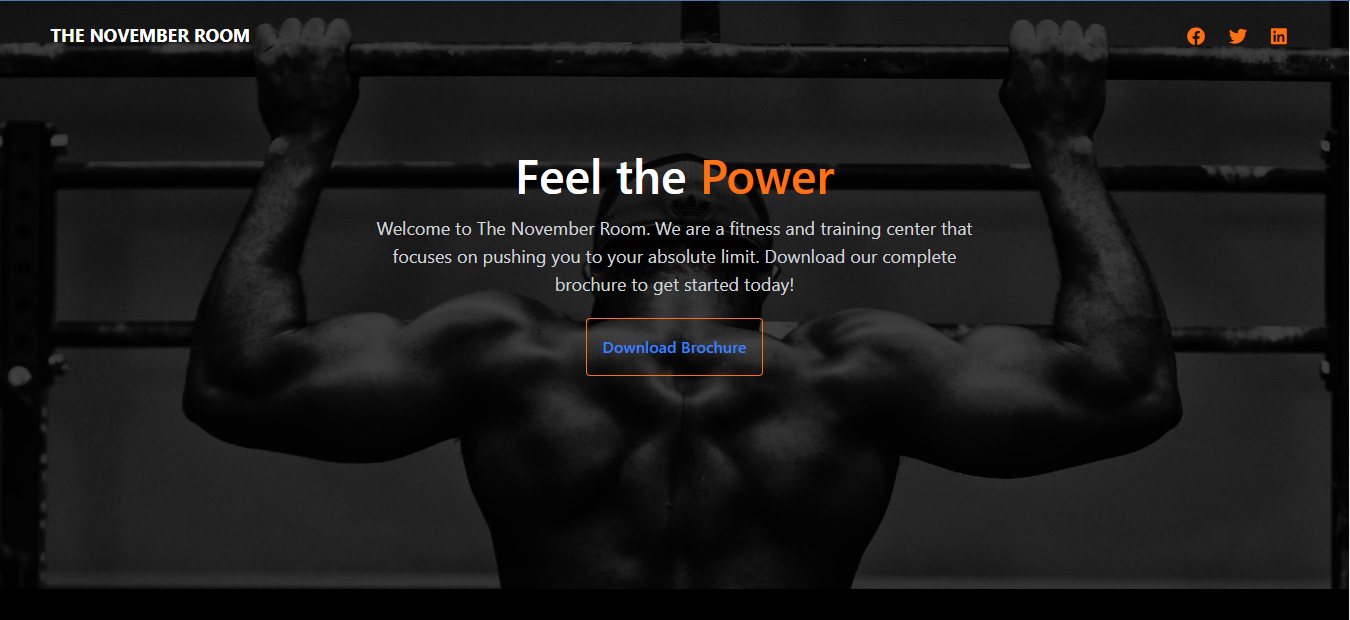 THE NOVEMBER ROOM
Feel the Power
Welcome to The November Room. We are a fitness and training center that
focuses on pushing you to your absolute limit. Download our complete
brochure to get started today!
Download Brochure